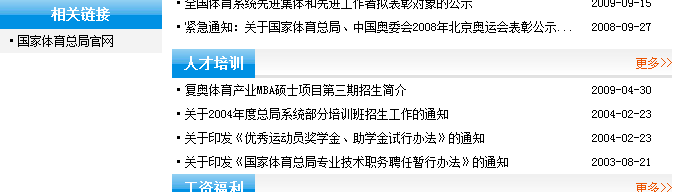 相关链接
·国家体育总局官网
全国体育系统先进集体和先进工作者拟表彰对象的公示 2009-09-15
·紧急通知：关于国家体育总局、中国奥委会2008年北京奥运会表彰公示... 2008-09-27
人才培训 更多>>
·复奥体育产业MBA硕士项目第三期招生简介 2009-04-30
·关于2004年度总局系统部分培训班招生工作的通知 2004-02-23
·关于印发《优秀运动员奖学金、助学金试行办法》的通知 2004-02-23
·关于印发《国家体育总局专业技术职务聘任暂行办法》的通知 2003-08-21
工资福利 更多>>